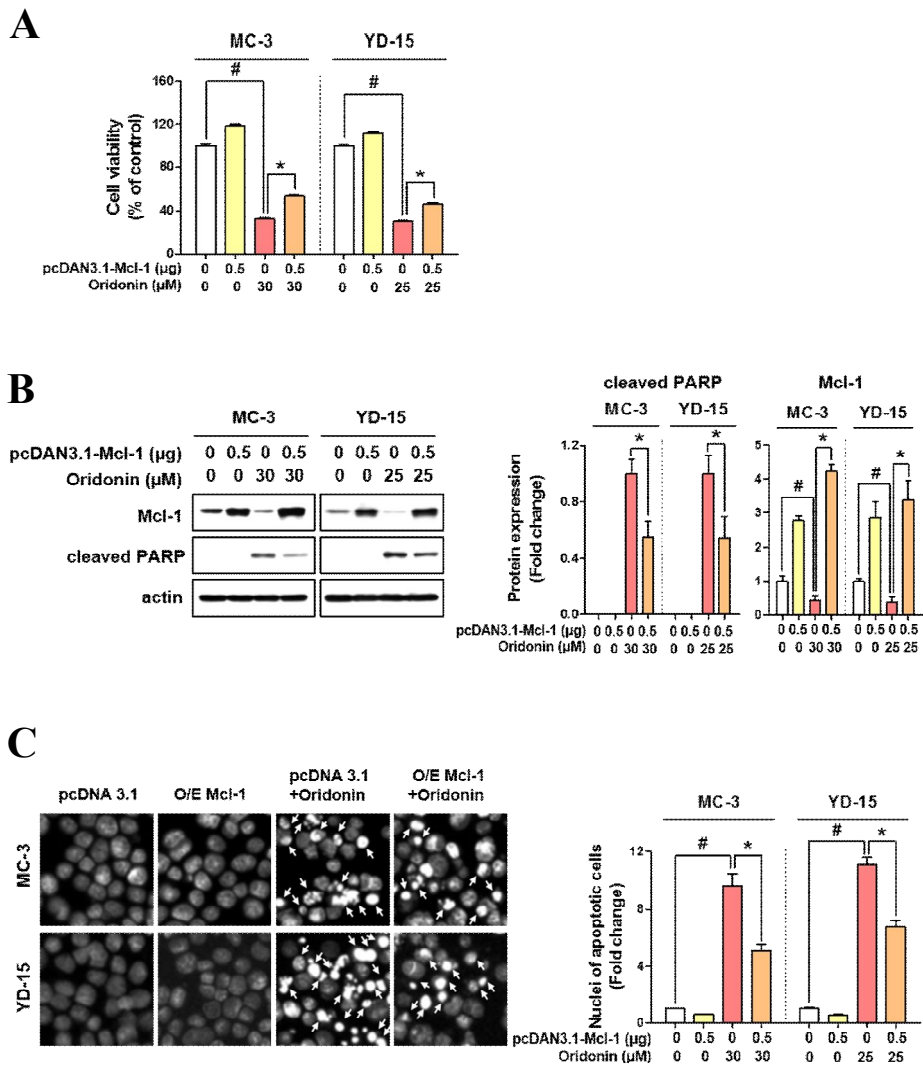 A
MC-3 YD-15
# #
* *
Cell viability
(% of control)
160
120
80
40
0
pcDAN3.1-Mcl-1 (µg) 0 0.5 0 0.5 0 0.5 0 0.5
Oridonin (µM) 0 0 30 30 0 0 25 25
B
MC-3 YD-15
pcDAN3.1-Mcl-1 (µg) 0 0.5 0 0.5 0 0.5 0 0.5
Oridonin (µM) 0 0 30 30 0 0 25 25
Mcl-1
cleaved PARP
actin
cleaved PARP Mcl-1
MC-3 YD-15 MC-3 YD-15
* * # * # *
Protein expression
(Fold change)
1.2
0.9
0.6
0.3
0.0
5
4
3
2
1
0
pcDAN3.1-Mcl-1 (µg) 0 0.5 0 0.5 0 0.5 0 0.5 0 0.5 0 0.5 0 0.5 0 0.5
Oridonin (µM) 0 0 30 30 0 0 25 25 0 0 30 30 0 0 25 25
C
pcDNA 3.1 O/E Mcl-1 pcDNA 3.1 +Oridonin O/E Mcl-1 +Oridonin
MC-3
YD-15
MC-3 YD-15
# * # *
Nuclei of apoptotic cells
(Fold change)
12
9
6
3
0
pcDAN3.1-Mcl-1 (µg) 0 0.5 0 0.5 0 0.5 0 0.5
Oridonin (µM) 0 0 30 30 0 0 25 25